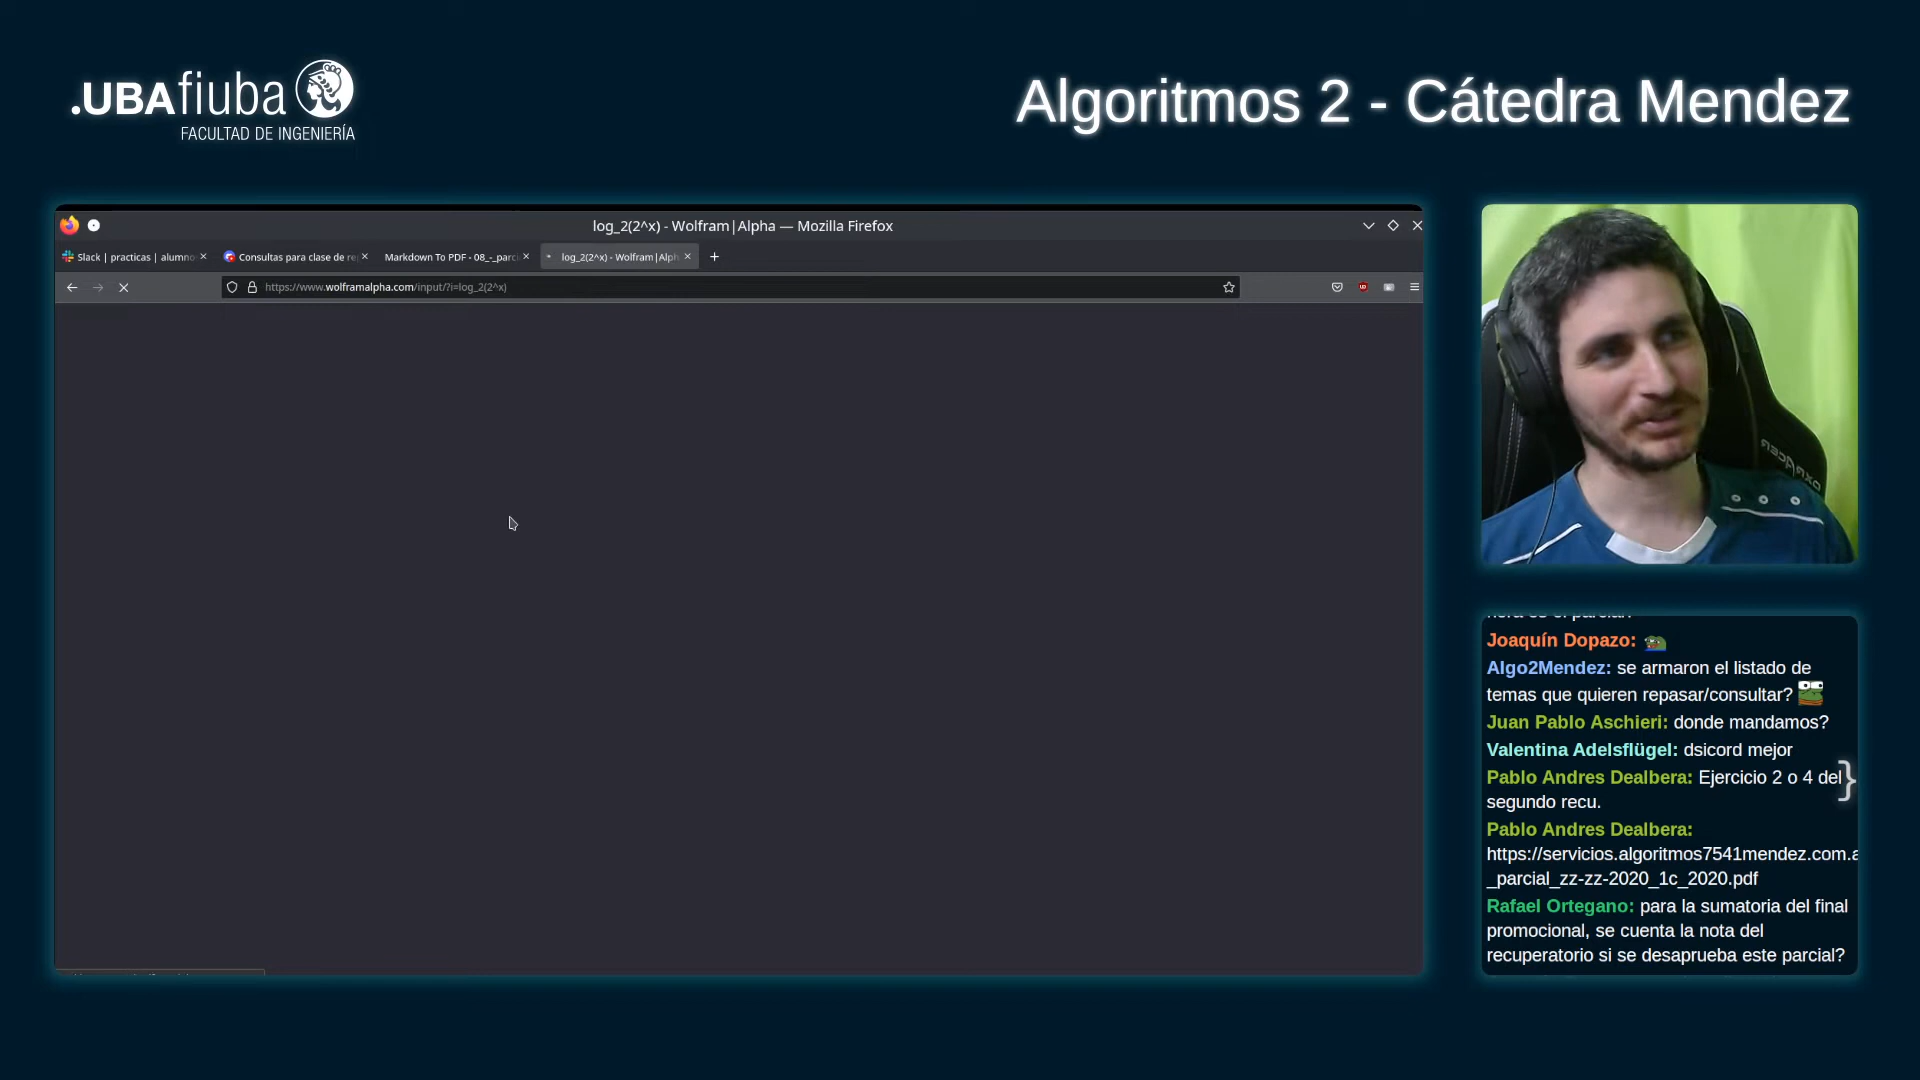 .UBAfiuba
FACULTAD DE INGENIERÍA
Algoritmos 2 - Cátedra Mendez
log_2(2^x) - Wolfram|Alpha — Mozilla Firefox
Slack | practicas | alumno
Consultas para clase de re
Markdown To PDF - 08_-_parc
log_2(2^x) - Wolfram|Alph
https://www.wolframalpha.com/input/?i=log_2(2^x)
Joaquín Dopazo:
Algo2Mendez: se armaron el listado de
temas que quieren repasar/consultar?
Juan Pablo Aschieri: donde mandamos?
Valentina Adelsflügel: dsicord mejor
Pablo Andres Dealbera: Ejercicio 2 o 4 del
segundo recu.
}
Pablo Andres Dealbera:
https://servicios.algoritmos7541mendez.com.a
_parcial_zz-zz-2020_1c_2020.pdf
Rafael Ortegano: para la sumatoria del final
promocional, se cuenta la nota del
recuperatorio si se desaprueba este parcial?